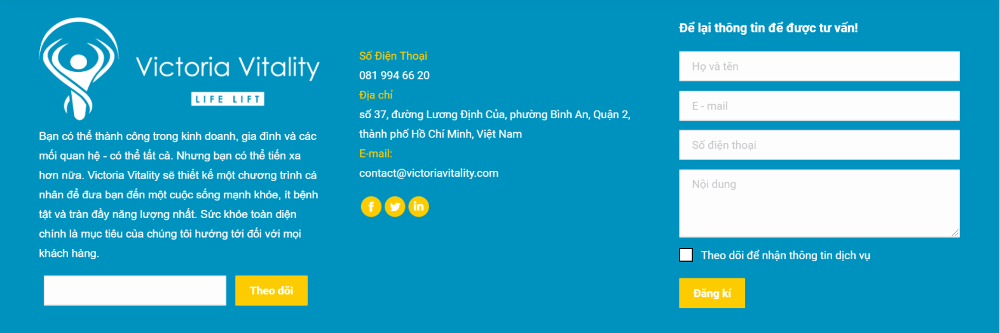 Victoria Vitality
LIFE LIFT
Bạn có thể thành công trong kinh doanh, gia đình và các
mối quan hệ - có thể tất cả. Nhưng bạn có thể tiến xa
hơn nữa. Victoria Vitality sẽ thiết kế một chương trình cá
nhân để đưa bạn đến một cuộc sống mạnh khỏe, ít bệnh
tật và tràn đầy năng lượng nhất. Sức khỏe toàn diện
chính là mục tiêu của chúng tôi hướng tới đối với mọi
khách hàng.
Theo dõi
Số Điện Thoại
081 994 66 20
Địa chỉ
số 37, đường Lương Định Của, phường Bình An, Quận 2,
thành phố Hồ Chí Minh, Việt Nam
E-mail:
contact@victoriavitality.com
f
in
Để lại thông tin để được tư vấn!
Họ và tên
E - mail
Số điện thoại
Nội dung
Theo dõi để nhận thông tin dịch vụ
Đăng kí